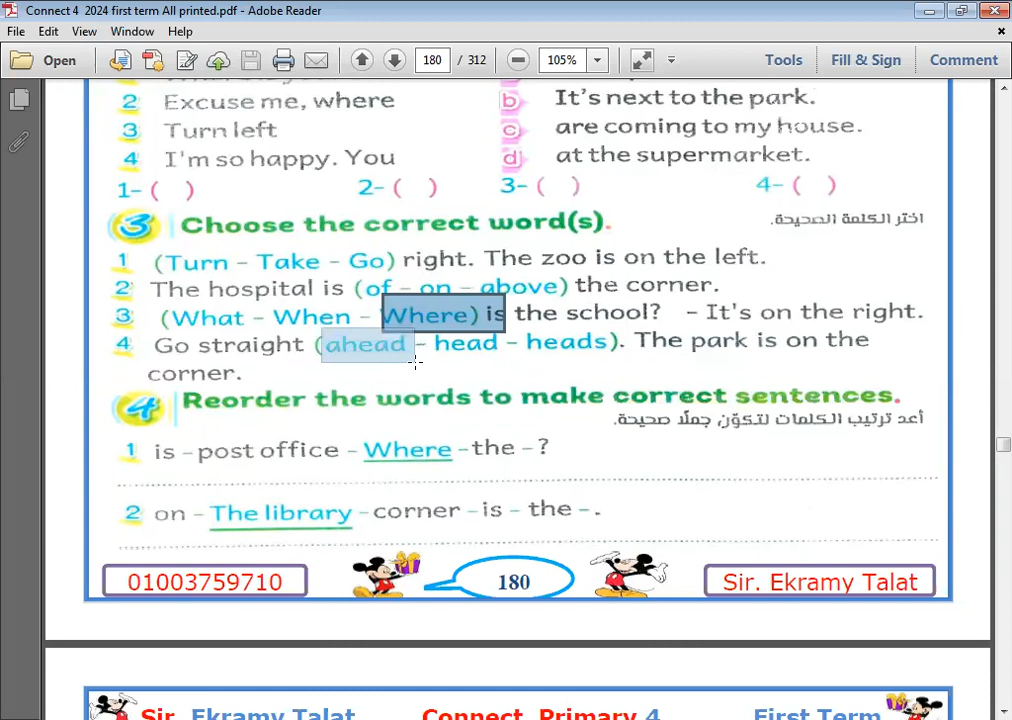 Connect 4 2024 first term All printed.pdf - Adobe Reader
File Edit View Window Help
Open 180 / 312 105% Tools Fill & Sign Comment
2 Excuse me, where b It's next to the park.
3 Turn left c are coming to my house.
4 I'm so happy. You d at the supermarket.
1- ( ) 2- ( ) 3- ( ) 4- ( )
3 Choose the correct word(s). اختر الكلمة الصحيحة.
1 (Turn - Take - Go) right. The zoo is on the left.
2 The hospital is (of - on - above) the corner.
3 (What - When - Where) is the school? - It's on the right.
4 Go straight (ahead - head - heads). The park is on the
corner.
4 Reorder the words to make correct sentences.
أعد ترتيب الكلمات لتكوّن جملًا صحيحة.
1 is - post office - Where - the - ?
2 on - The library - corner - is - the - .
01003759710 180 Sir. Ekramy Talat
Sir. Ekramy Talat Connect Primary 4 First Term